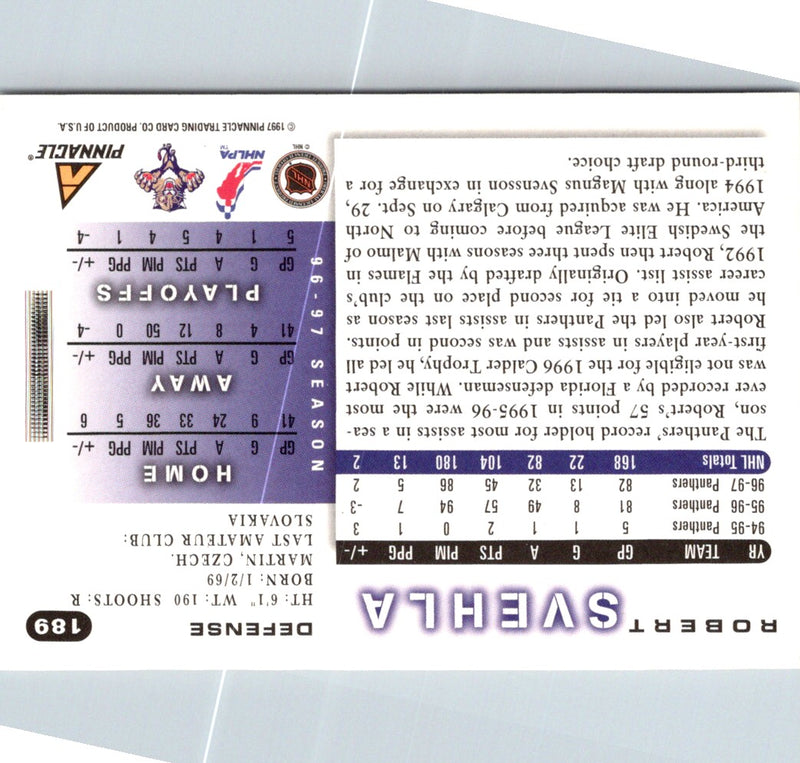 ROBERT SVEHLA
DEFENSE 189
HT: 6'1" WT: 190 SHOOTS: R
BORN: 1/2/69
MARTIN, CZECH.
LAST AMATEUR CLUB:
SLOVAKIA
YR TEAM GP G A PTS PIM PPG +/-
94-95 Panthers 5 1 1 2 0 1 3
95-96 Panthers 81 8 49 57 94 7 -3
96-97 Panthers 82 13 32 45 86 5 2
NHL Totals 168 22 82 104 180 13 2
The Panthers' record holder for most assists in a sea-
son, Robert's 57 points in 1995-96 were the most
ever recorded by a Florida defenseman. While Robert
was not eligible for the 1996 Calder Trophy, he led all
first-year players in assists and was second in points.
Robert also led the Panthers in assists last season as
he moved into a tie for second place on the club's
career assist list. Originally drafted by the Flames in
1992, Robert then spent three seasons with Malmo of
the Swedish Elite League before coming to North
America. He was acquired from Calgary on Sept. 29,
1994 along with Magnus Svensson in exchange for a
third-round draft choice.
96-97 SEASON
HOME
GP G A PTS PIM PPG +/-
41 9 24 33 36 5 6
AWAY
GP G A PTS PIM PPG +/-
41 4 8 12 50 0 -4
PLAYOFFS
GP G A PTS PIM PPG +/-
5 1 4 5 4 1 -4
NHL
© NHL
NHLPA™
PINNACLE®
© 1997 PINNACLE TRADING CARD CO. PRODUCT OF U.S.A.